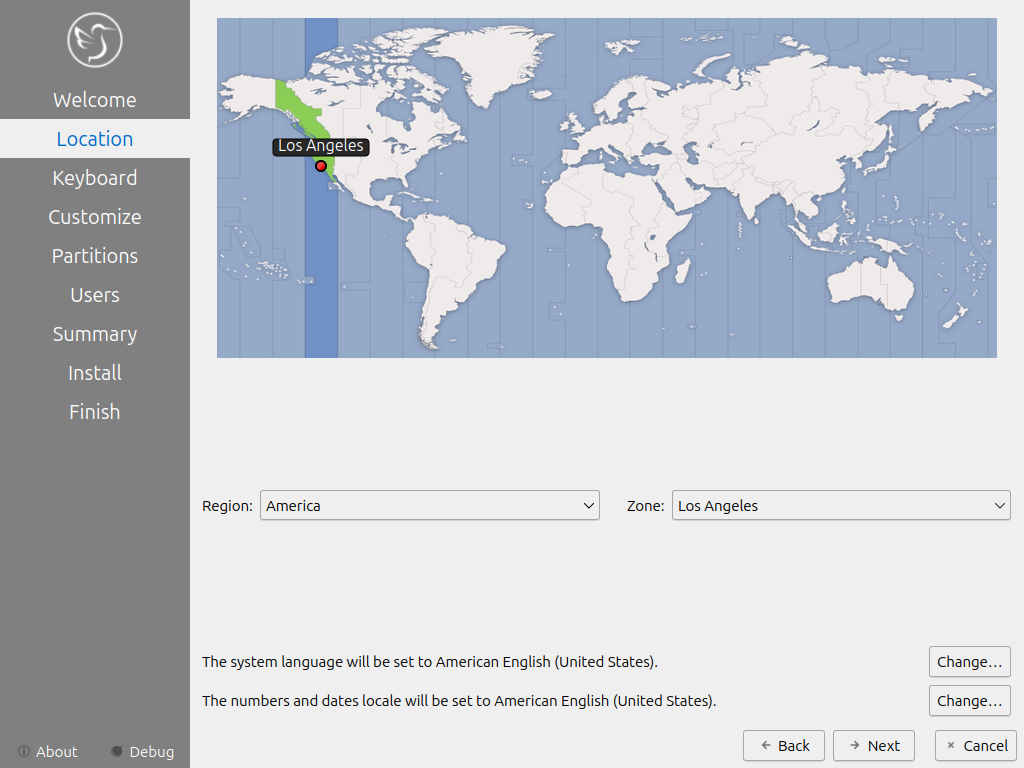 Welcome
Location
Keyboard
Customize
Partitions
Users
Summary
Install
Finish
About
Debug
Los Angeles
Region: America
Zone: Los Angeles
The system language will be set to American English (United States).
Change...
The numbers and dates locale will be set to American English (United States).
Change...
Back
Next
Cancel